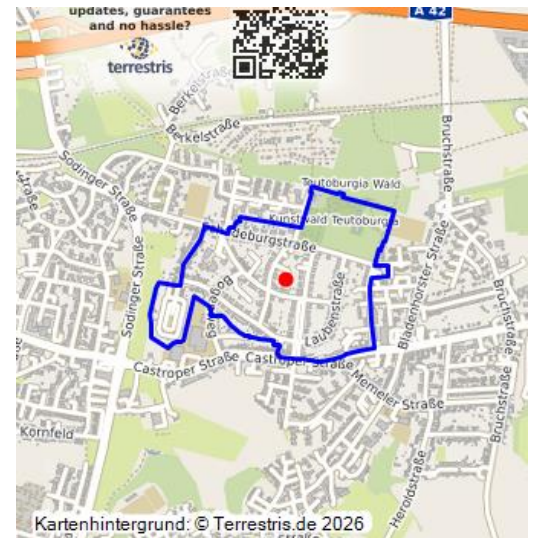 updates, guarantees
and no hassle?
terrestris
A 42
Berkelstraße
Berkelstraße
Bruchstraße
Sodinger Straße
Teutoburgia Wald
Kunstwald Teutoburgia
Schadeburgstraße
Sodinger Straße
Laubenstraße
Bladenhorster Straße
Castroper Straße
Castroper Straße
Memeler Straße
Kornfeld
Bruchstraße
Heroldstraße
Kartenhintergrund: © Terrestris.de 2026